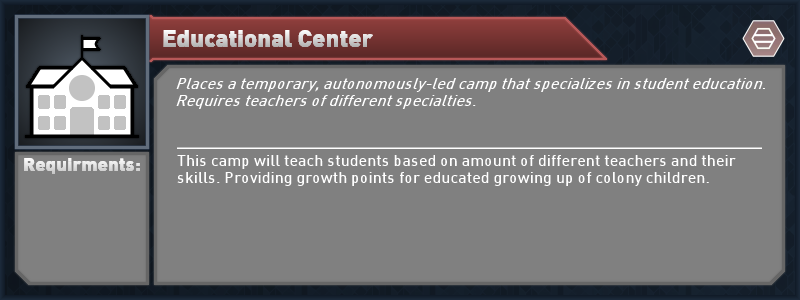 Educational Center
Places a temporary, autonomously-led camp that specializes in student education.
Requires teachers of different specialties.
Requirments:
This camp will teach students based on amount of different teachers and their
skills. Providing growth points for educated growing up of colony children.